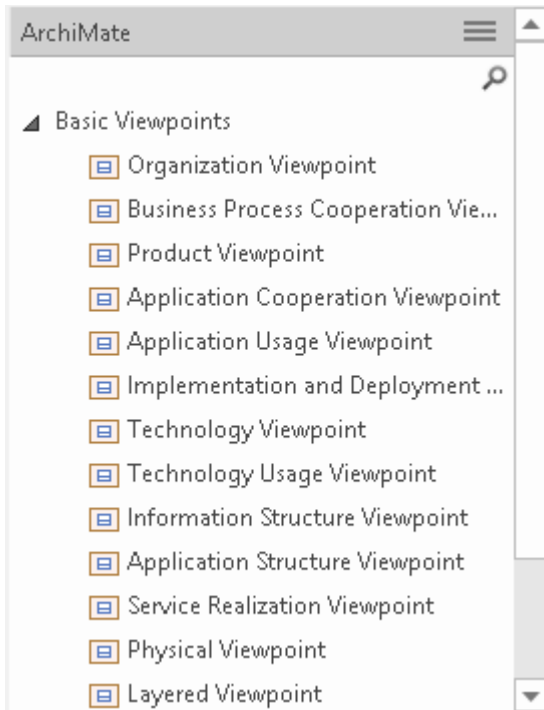 ArchiMate
Basic Viewpoints
Organization Viewpoint
Business Process Cooperation Vie...
Product Viewpoint
Application Cooperation Viewpoint
Application Usage Viewpoint
Implementation and Deployment ...
Technology Viewpoint
Technology Usage Viewpoint
Information Structure Viewpoint
Application Structure Viewpoint
Service Realization Viewpoint
Physical Viewpoint
Layered Viewpoint